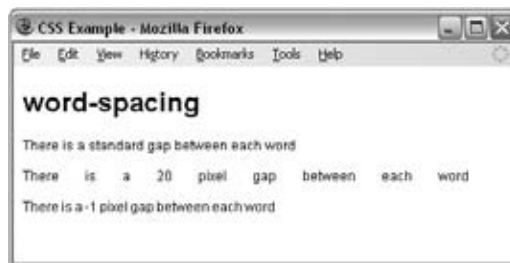 CSS Example - Mozilla Firefox
File Edit View History Bookmarks Tools Help
word-spacing
There is a standard gap between each word
There is a 20 pixel gap between each word
There is a -1 pixel gap between each word